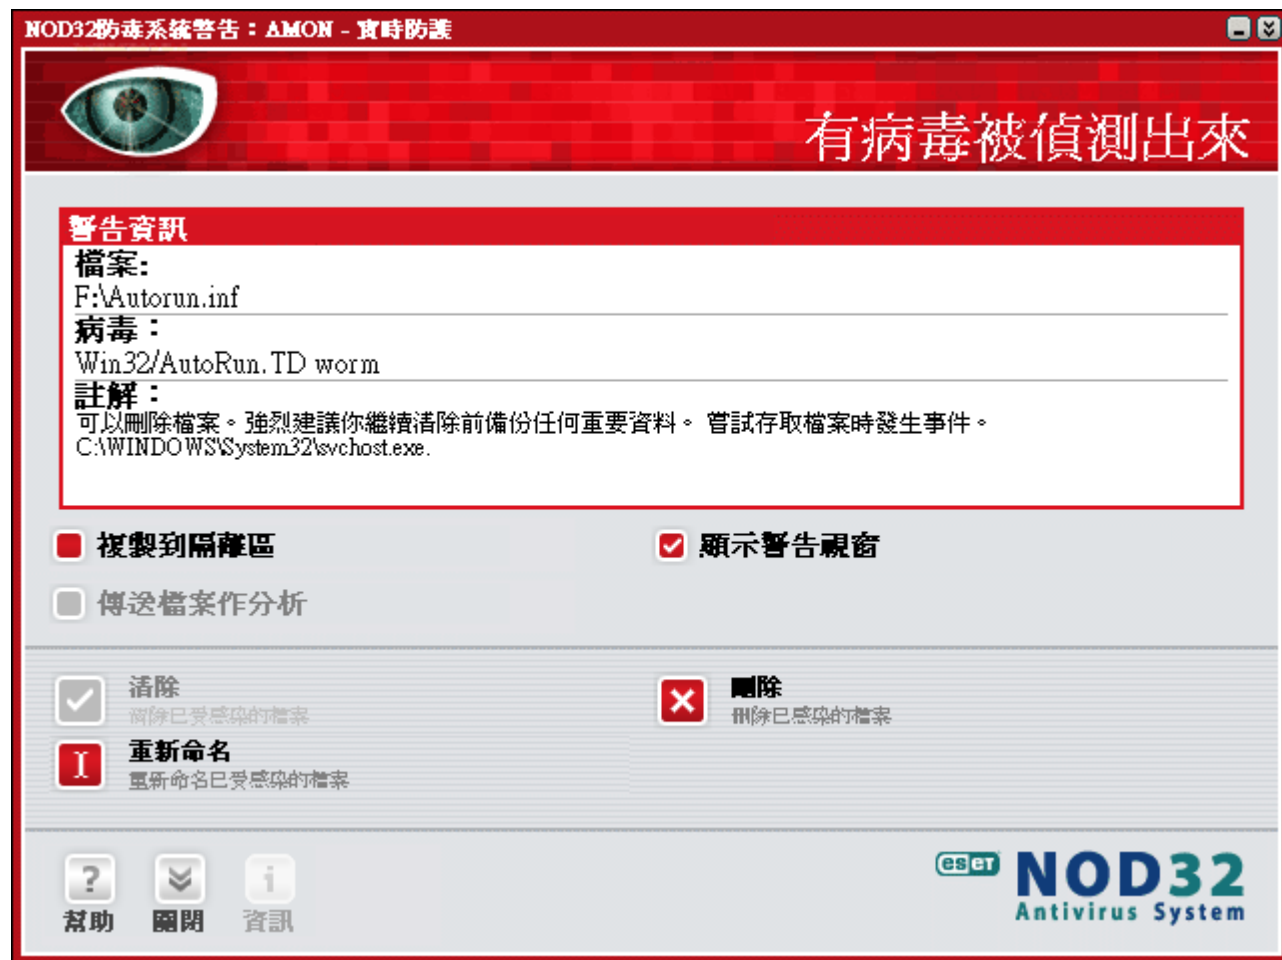 NOD32防毒系統警告：AMON - 實時防護
有病毒被偵測出來
警告資訊
檔案:
F:\Autorun.inf
病毒：
Win32/AutoRun.TD worm
註解：
可以刪除檔案。強烈建議你繼續清除前備份任何重要資料。 嘗試存取檔案時發生事件。
C:\WINDOWS\System32\svchost.exe.
複製到隔離區
顯示警告視窗
傳送檔案作分析
清除
清除已受感染的檔案
刪除
刪除已感染的檔案
重新命名
重新命名已受感染的檔案
?
幫助
關閉
i
資訊
eset
NOD32
Antivirus System